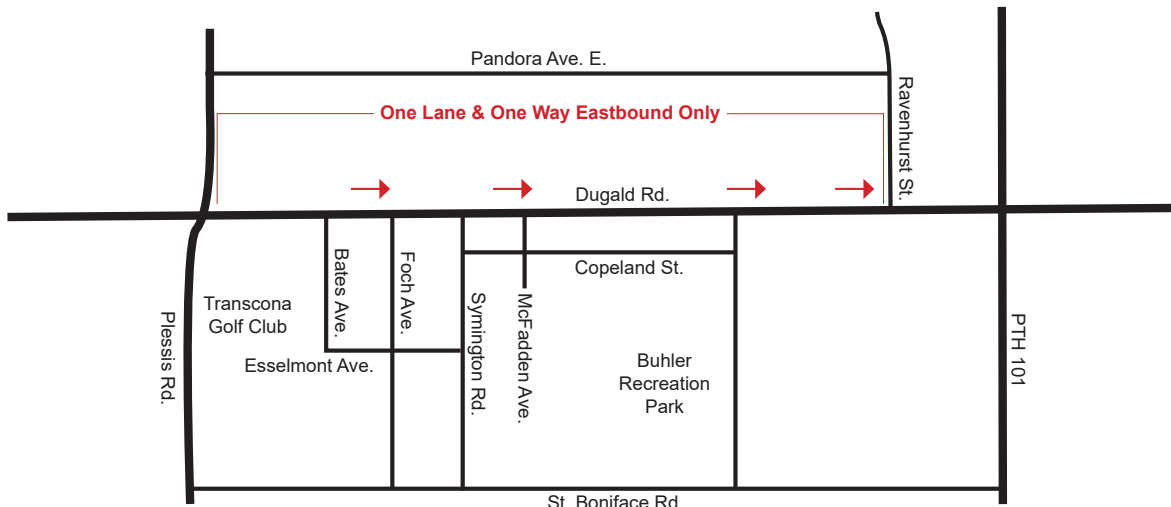 Pandora Ave. E.
One Lane & One Way Eastbound Only
Ravenhurst St.
Dugald Rd.
Bates Ave.
Foch Ave.
Copeland St.
Transcona
Golf Club
Symington Rd.
McFadden Ave.
Plessis Rd.
PTH 101
Esselmont Ave.
Buhler
Recreation
Park
St. Boniface Rd